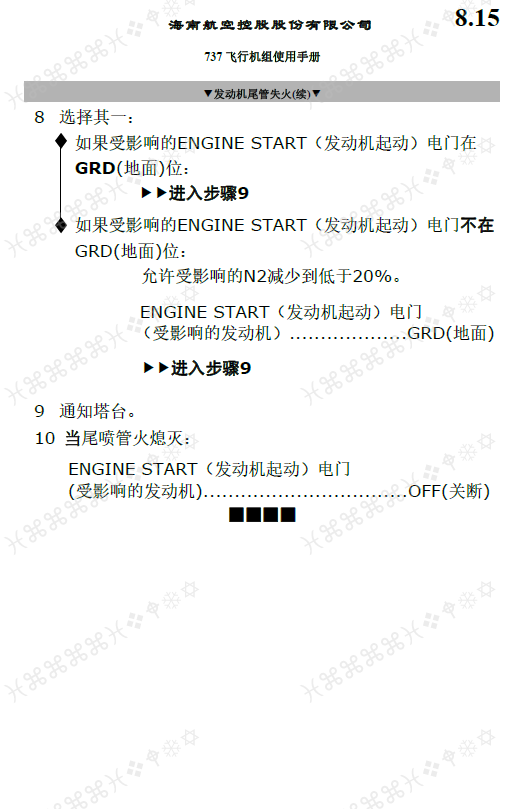 海南航空控股股份有限公司
8.15
737 飞行机组使用手册
▼发动机尾管失火(续)▼
8 选择其一：
◆ 如果受影响的ENGINE START（发动机起动）电门在
GRD(地面)位：
▶▶进入步骤9
◆ 如果受影响的ENGINE START（发动机起动）电门不在
GRD(地面)位：
允许受影响的N2减少到低于20%。
ENGINE START（发动机起动）电门
（受影响的发动机）...................GRD(地面)
▶▶进入步骤9
9 通知塔台。
10 当尾喷管火熄灭：
ENGINE START（发动机起动）电门
(受影响的发动机).................................OFF(关断)
■■■■